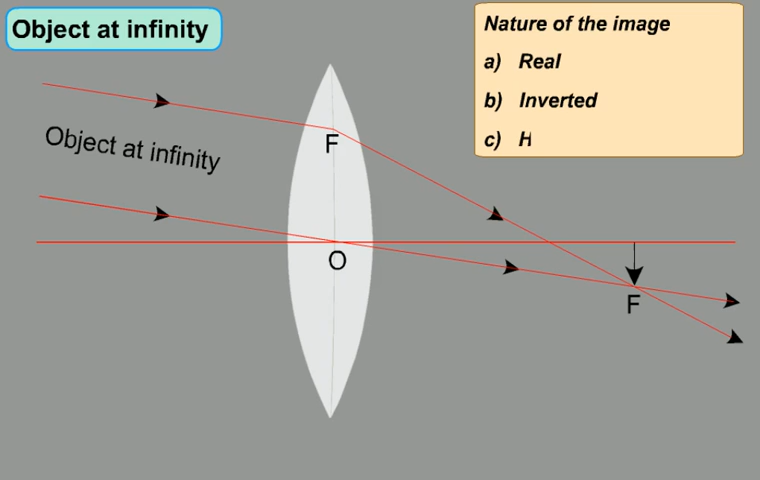 Object at infinity
Nature of the image
a) Real
b) Inverted
c) H
Object at infinity
F
O
F